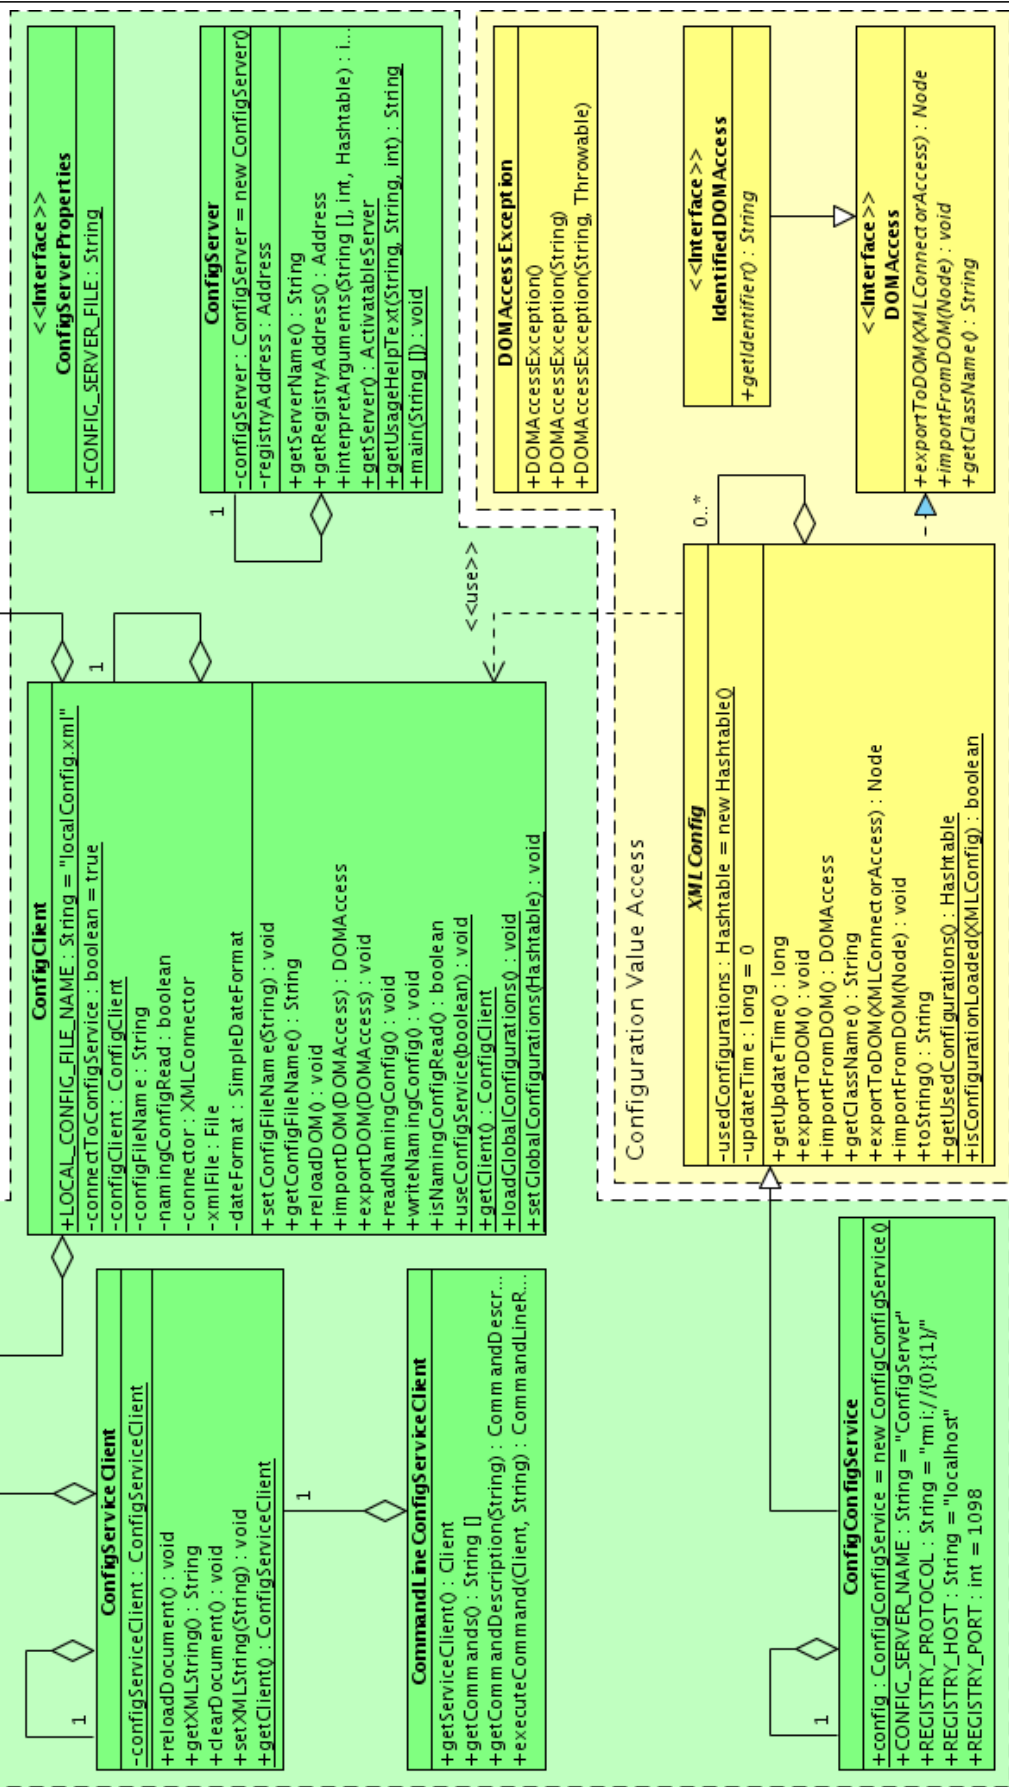 ConfigServiceClient
-configServiceClient : ConfigServiceClient
+reloadDocument() : void
+getXMLString() : String
+clearDocument() : void
+setXMLString(String) : void
+getClient() : ConfigServiceClient
1
1
CommandLineConfigServiceClient
+getServiceClient() : Client
+getCommands() : String []
+getCommandDescription(String) : CommandDescr...
+executeCommand(Client, String) : CommandLineR...
ConfigClient
+LOCAL_CONFIG_FILE_NAME : String = "localConfig.xml"
-connectToConfigService : boolean = true
-configClient : ConfigClient
-configFileName : String
-namingConfigRead : boolean
-connector : XMLConnector
-xmlFile : File
-dateFormat : SimpleDateFormat
+setConfigFileName(String) : void
+getConfigFileName() : String
+reloadDOM() : void
+importDOM(DOMAccess) : DOMAccess
+exportDOM(DOMAccess) : void
+readNamingConfig() : void
+writeNamingConfig() : void
+isNamingConfigRead() : boolean
+useConfigService(boolean) : void
+getClient() : ConfigClient
+loadGlobalConfigurations() : void
+setGlobalConfigurations(Hashtable) : void
1
<<Interface>>
ConfigServerProperties
+CONFIG_SERVER_FILE : String
ConfigServer
-configServer : ConfigServer = new ConfigServer()
-registryAddress : Address
+getServerName() : String
+getRegistryAddress() : Address
+interpretArguments(String [], int, Hashtable) : i...
+getServer() : ActivatableServer
+getUsageHelpText(String, String, int) : String
+main(String []) : void
1
<<use>>
DOMAccessException
+DOMAccessException()
+DOMAccessException(String)
+DOMAccessException(String, Throwable)
Configuration Value Access
XMLConfig
-usedConfigurations : Hashtable = new Hashtable()
-updateTime : long = 0
+getUpdateTime() : long
+exportToDOM() : void
+importFromDOM() : DOMAccess
+getClassName() : String
+exportToDOM(XMLConnectorAccess) : Node
+importFromDOM(Node) : void
+toString() : String
+getUsedConfigurations() : Hashtable
+isConfigurationLoaded(XMLConfig) : boolean
0..*
<<Interface>>
IdentifiedDOMAccess
+getIdentifier() : String
<<Interface>>
DOMAccess
+exportToDOM(XMLConnectorAccess) : Node
+importFromDOM(Node) : void
+getClassName() : String
1
ConfigConfigService
+config : ConfigConfigService = new ConfigConfigService()
+CONFIG_SERVER_NAME : String = "ConfigServer"
+REGISTRY_PROTOCOL : String = "rmi://{0}:{1}/"
+REGISTRY_HOST : String = "localhost"
+REGISTRY_PORT : int = 1098